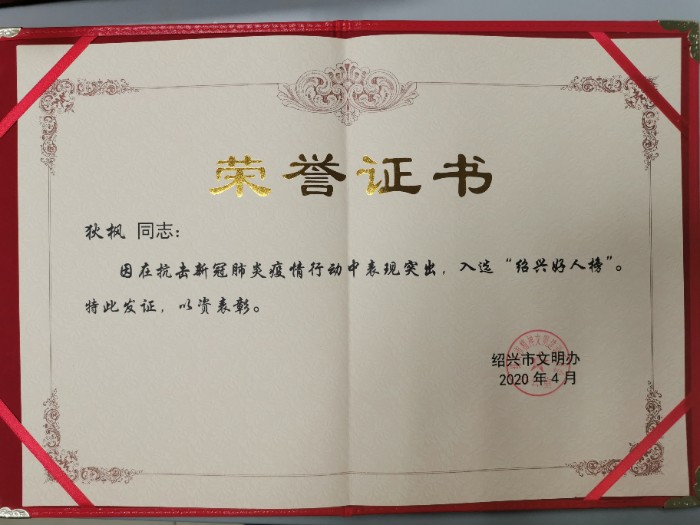 荣誉证书
狄枫 同志：
因在抗击新冠肺炎疫情行动中表现突出，入选“绍兴好人榜”。
特此发证，以资表彰。
绍兴市文明办
2020 年 4 月